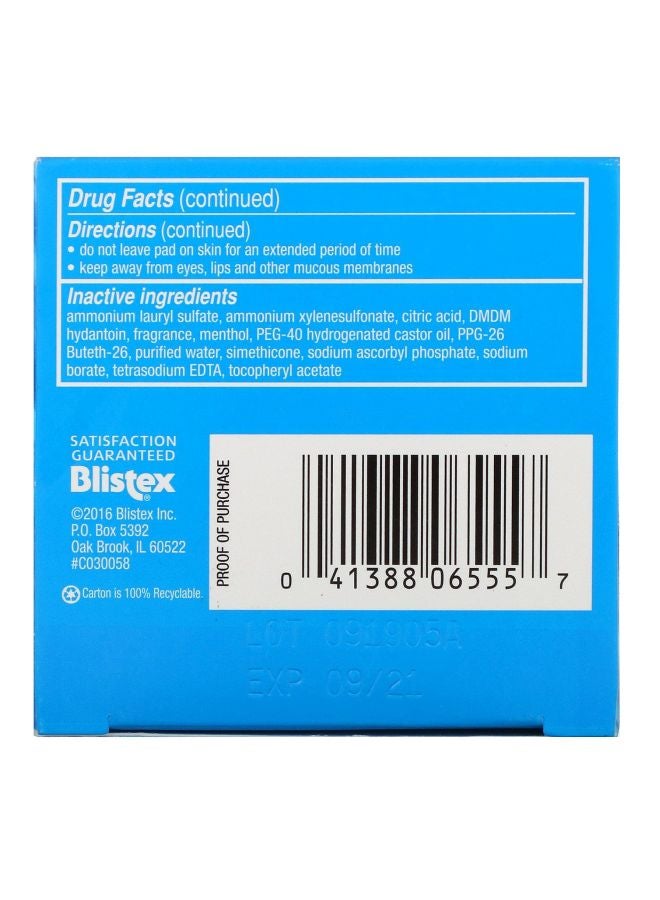 Drug Facts (continued)
Directions (continued)
• do not leave pad on skin for an extended period of time
• keep away from eyes, lips and other mucous membranes
Inactive ingredients
ammonium lauryl sulfate, ammonium xylenesulfonate, citric acid, DMDM
hydantoin, fragrance, menthol, PEG-40 hydrogenated castor oil, PPG-26
Buteth-26, purified water, simethicone, sodium ascorbyl phosphate, sodium
borate, tetrasodium EDTA, tocopheryl acetate
SATISFACTION
GUARANTEED
Blistex®
©2016 Blistex Inc.
P.O. Box 5392
Oak Brook, IL 60522
#C030058
Carton is 100% Recyclable.
PROOF OF PURCHASE
0 41388 06555 7
LOT 091905A
EXP 09/21